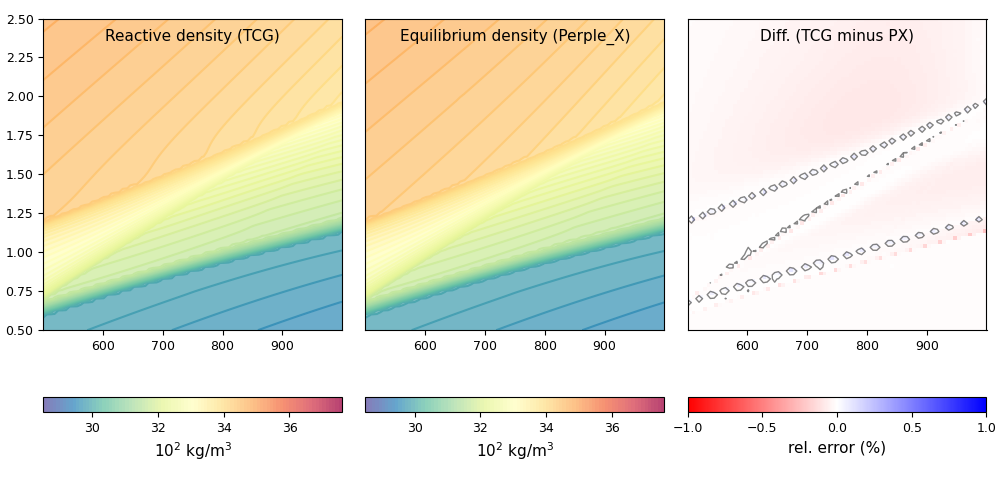 Reactive density (TCG)
Equilibrium density (Perple_X)
Diff. (TCG minus PX)
2.50
2.25
2.00
1.75
1.50
1.25
1.00
0.75
0.50
600 700 800 900
600 700 800 900
600 700 800 900
30 32 34 36
30 32 34 36
−1.0 −0.5 0.0 0.5 1.0
10² kg/m³
10² kg/m³
rel. error (%)